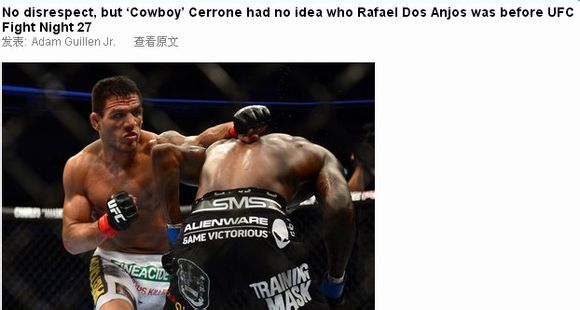 No disrespect, but ‘Cowboy’ Cerrone had no idea who Rafael Dos Anjos was before UFC
Fight Night 27
发表: Adam Guillen Jr. 查看原文
UFC
SMS
ALIENWARE
GAME VICTORIOUS
CINEACIDE
TRAINING
MASK